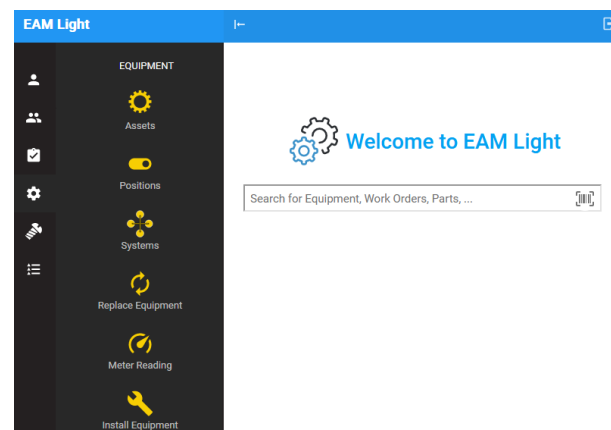 EAM Light
EQUIPMENT
Assets
Positions
Systems
Replace Equipment
Meter Reading
Install Equipment
Welcome to EAM Light
Search for Equipment, Work Orders, Parts, ...